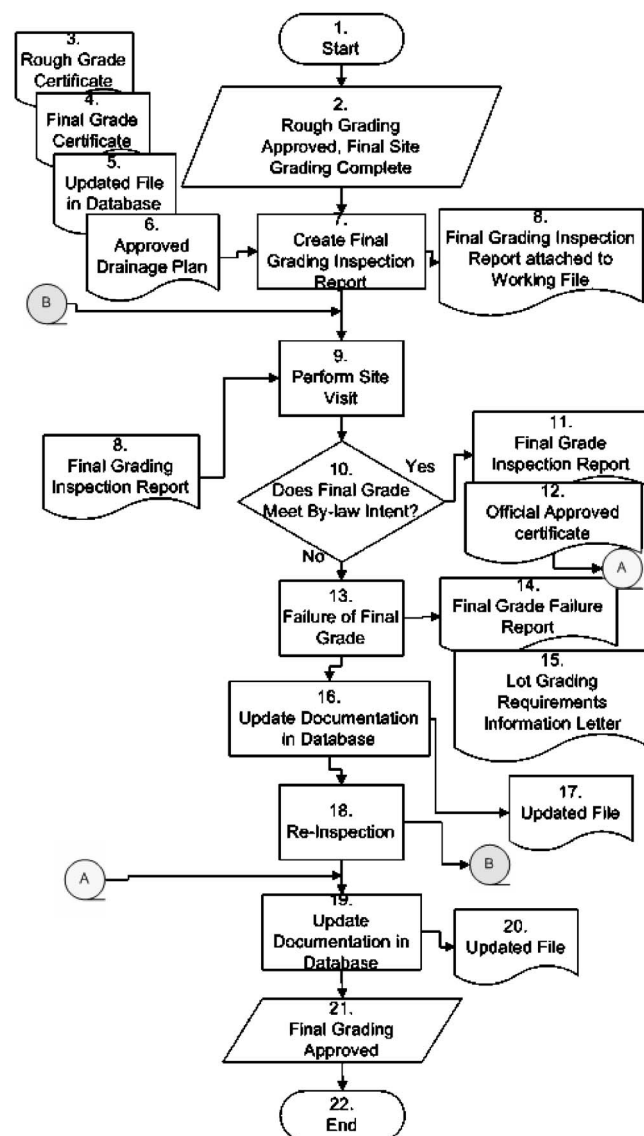 1.
Start
3.
Rough Grade
Certificate
2.
Rough Grading
Approved, Final Site
Grading Complete
4.
Final Grade
Certificate
5.
Updated File
in Database
6.
Approved
Drainage Plan
7.
Create Final
Grading Inspection
Report
8.
Final Grading Inspection
Report attached to
Working File
B
9.
Perform Site
Visit
8.
Final Grading
Inspection Report
10.
Does Final Grade
Meet By-law Intent?
Yes
No
11.
Final Grade
Inspection Report
12.
Official Approved
certificate
A
13.
Failure of Final
Grade
14.
Final Grade Failure
Report
15.
Lot Grading
Requirements
Information Letter
16.
Update Documentation
in Database
17.
Updated File
18.
Re-Inspection
B
A
19.
Update
Documentation in
Database
20.
Updated File
21.
Final Grading
Approved
22.
End